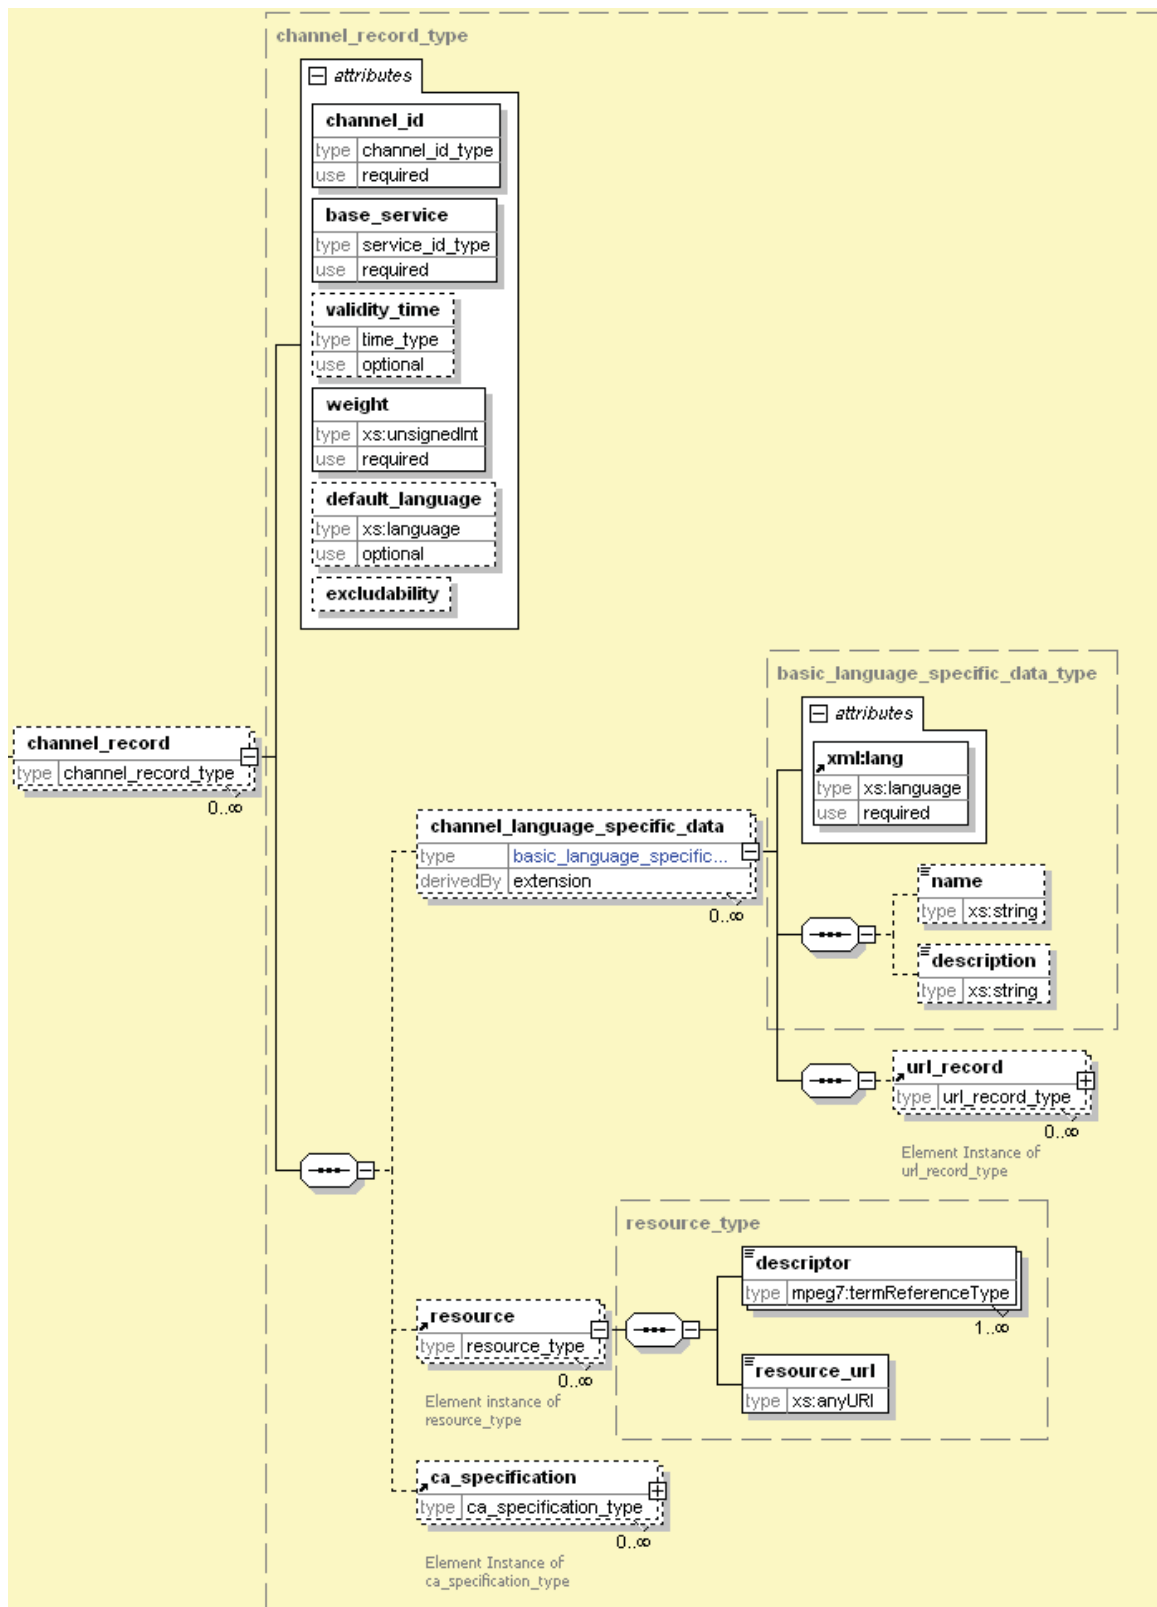 channel_record_type
attributes
channel_id
type channel_id_type
use required
base_service
type service_id_type
use required
validity_time
type time_type
use optional
weight
type xs:unsignedInt
use required
default_language
type xs:language
use optional
excludability
channel_record
type channel_record_type
0..∞
basic_language_specific_data_type
attributes
xml:lang
type xs:language
use required
channel_language_specific_data
type basic_language_specific...
derivedBy extension
0..∞
name
type xs:string
description
type xs:string
url_record
type url_record_type
0..∞
Element Instance of
url_record_type
resource_type
descriptor
type mpeg7:termReferenceType
1..∞
resource
type resource_type
0..∞
Element instance of
resource_type
resource_url
type xs:anyURI
ca_specification
type ca_specification_type
0..∞
Element Instance of
ca_specification_type